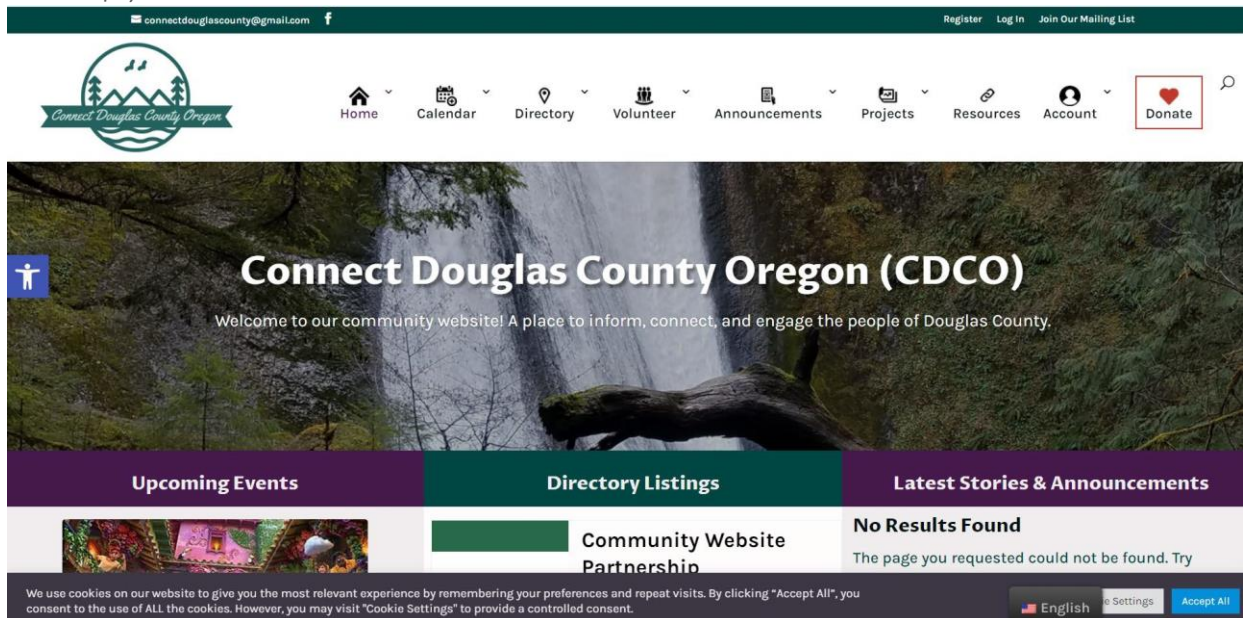 connectdouglascounty@gmail.com
Register Log In Join Our Mailing List
Connect Douglas County Oregon
Home Calendar Directory Volunteer Announcements Projects Resources Account Donate
Connect Douglas County Oregon (CDCO)
Welcome to our community website! A place to inform, connect, and engage the people of Douglas County.
Upcoming Events
Directory Listings
Latest Stories & Announcements
Community Website
Partnership
No Results Found
The page you requested could not be found. Try
We use cookies on our website to give you the most relevant experience by remembering your preferences and repeat visits. By clicking "Accept All", you
consent to the use of ALL the cookies. However, you may visit "Cookie Settings" to provide a controlled consent.
English
Settings
Accept All